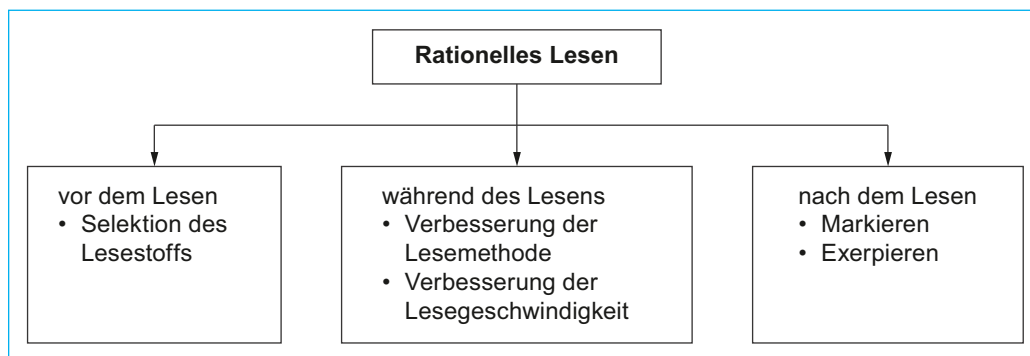 Rationelles Lesen
vor dem Lesen
• Selektion des
Lesestoffs
während des Lesens
• Verbesserung der
Lesemethode
• Verbesserung der
Lesegeschwindigkeit
nach dem Lesen
• Markieren
• Exerpieren